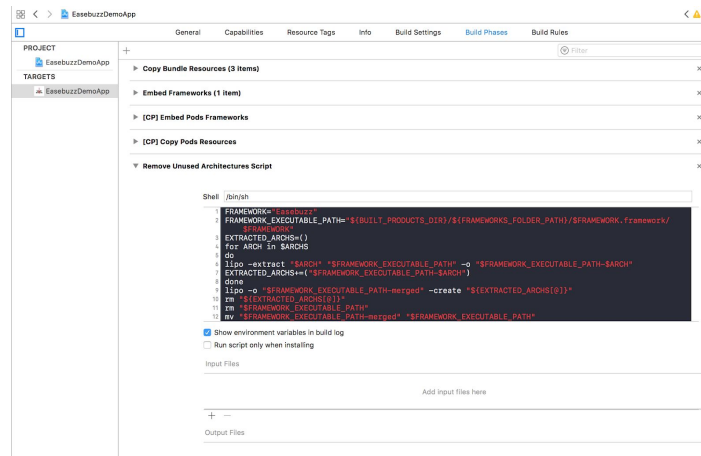 EasebuzzDemoApp
General Capabilities Resource Tags Info Build Settings Build Phases Build Rules
PROJECT
EasebuzzDemoApp
TARGETS
EasebuzzDemoApp
+ Filter
Copy Bundle Resources (3 items)
Embed Frameworks (1 item)
[CP] Embed Pods Frameworks
[CP] Copy Pods Resources
Remove Unused Architectures Script
Shell /bin/sh
1 FRAMEWORK="Easebuzz"
2 FRAMEWORK_EXECUTABLE_PATH="${BUILT_PRODUCTS_DIR}/${FRAMEWORKS_FOLDER_PATH}/$FRAMEWORK.framework/
$FRAMEWORK"
3 EXTRACTED_ARCHS=()
4 for ARCH in $ARCHS
5 do
6 lipo -extract "$ARCH" "$FRAMEWORK_EXECUTABLE_PATH" -o "$FRAMEWORK_EXECUTABLE_PATH-$ARCH"
7 EXTRACTED_ARCHS+=("$FRAMEWORK_EXECUTABLE_PATH-$ARCH")
8 done
9 lipo -o "$FRAMEWORK_EXECUTABLE_PATH-merged" -create "${EXTRACTED_ARCHS[@]}"
10 rm "${EXTRACTED_ARCHS[@]}"
11 rm "$FRAMEWORK_EXECUTABLE_PATH"
12 mv "$FRAMEWORK_EXECUTABLE_PATH-merged" "$FRAMEWORK_EXECUTABLE_PATH"
Show environment variables in build log
Run script only when installing
Input Files
Add input files here
+ −
Output Files